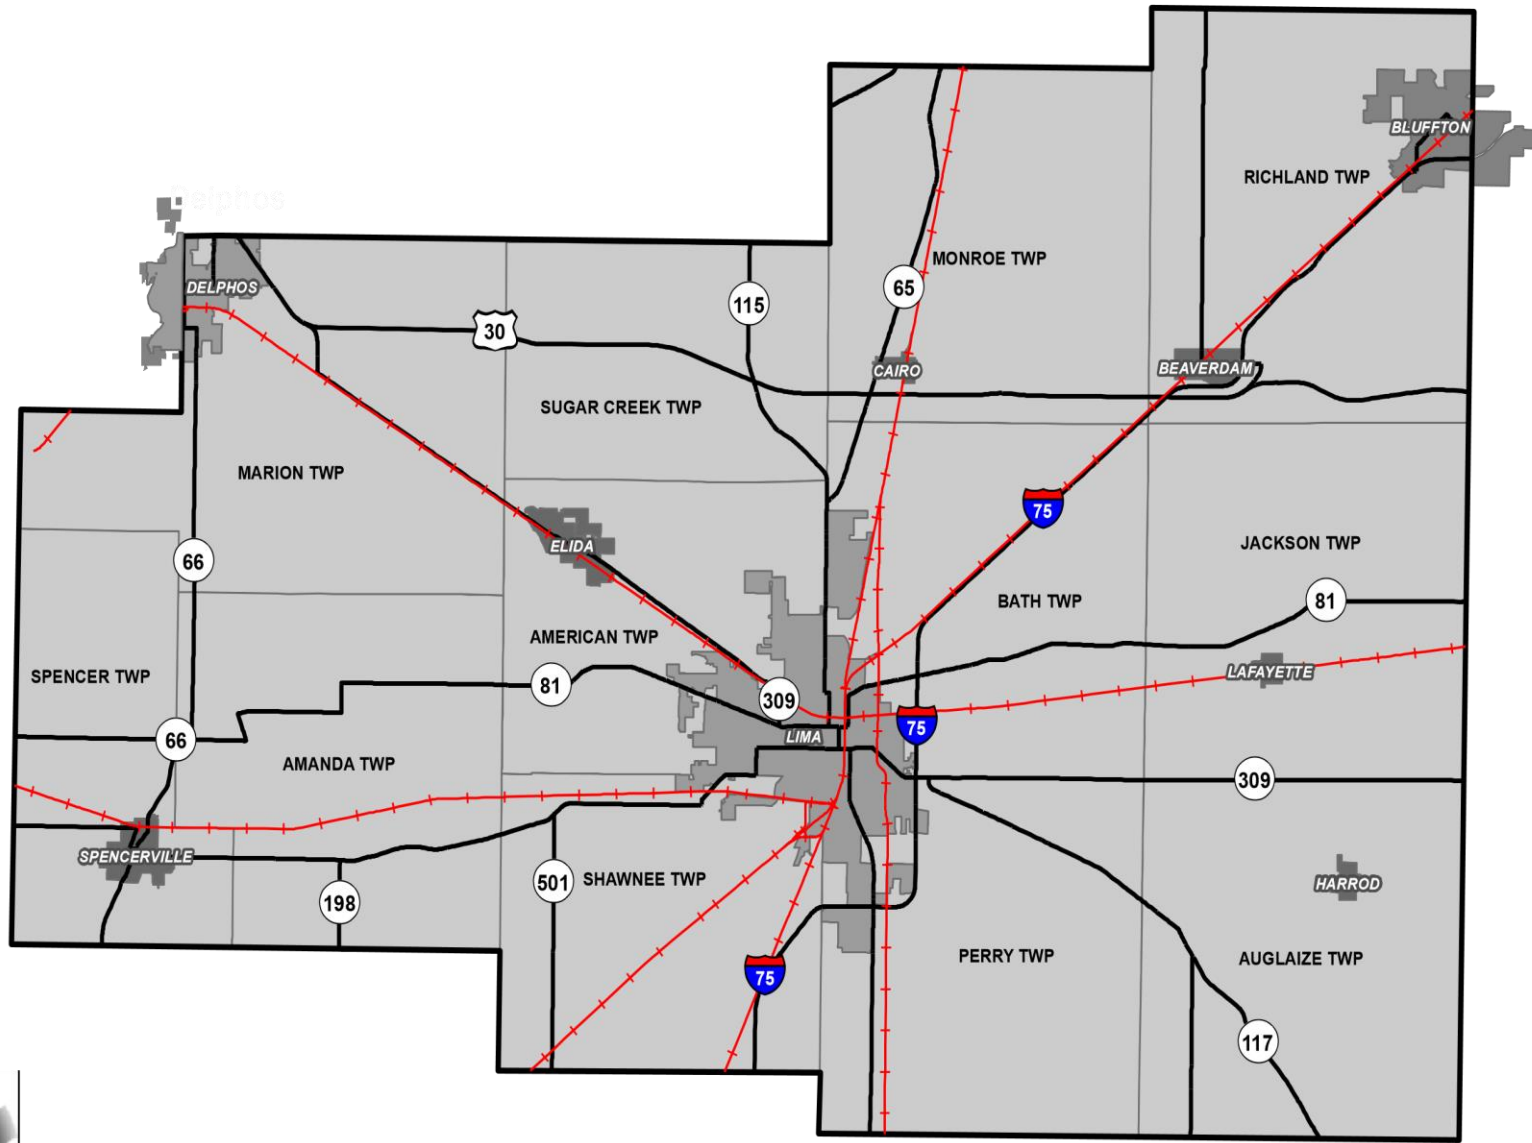 BLUFFTON
RICHLAND TWP
Delphos
MONROE TWP
DELPHOS
65
115
30
CAIRO
BEAVERDAM
SUGAR CREEK TWP
MARION TWP
75
ELIDA
JACKSON TWP
66
BATH TWP
81
AMERICAN TWP
SPENCER TWP
LAFAYETTE
81
309
75
66
LIMA
AMANDA TWP
309
SPENCERVILLE
501
SHAWNEE TWP
HARROD
198
PERRY TWP
AUGLAIZE TWP
75
117